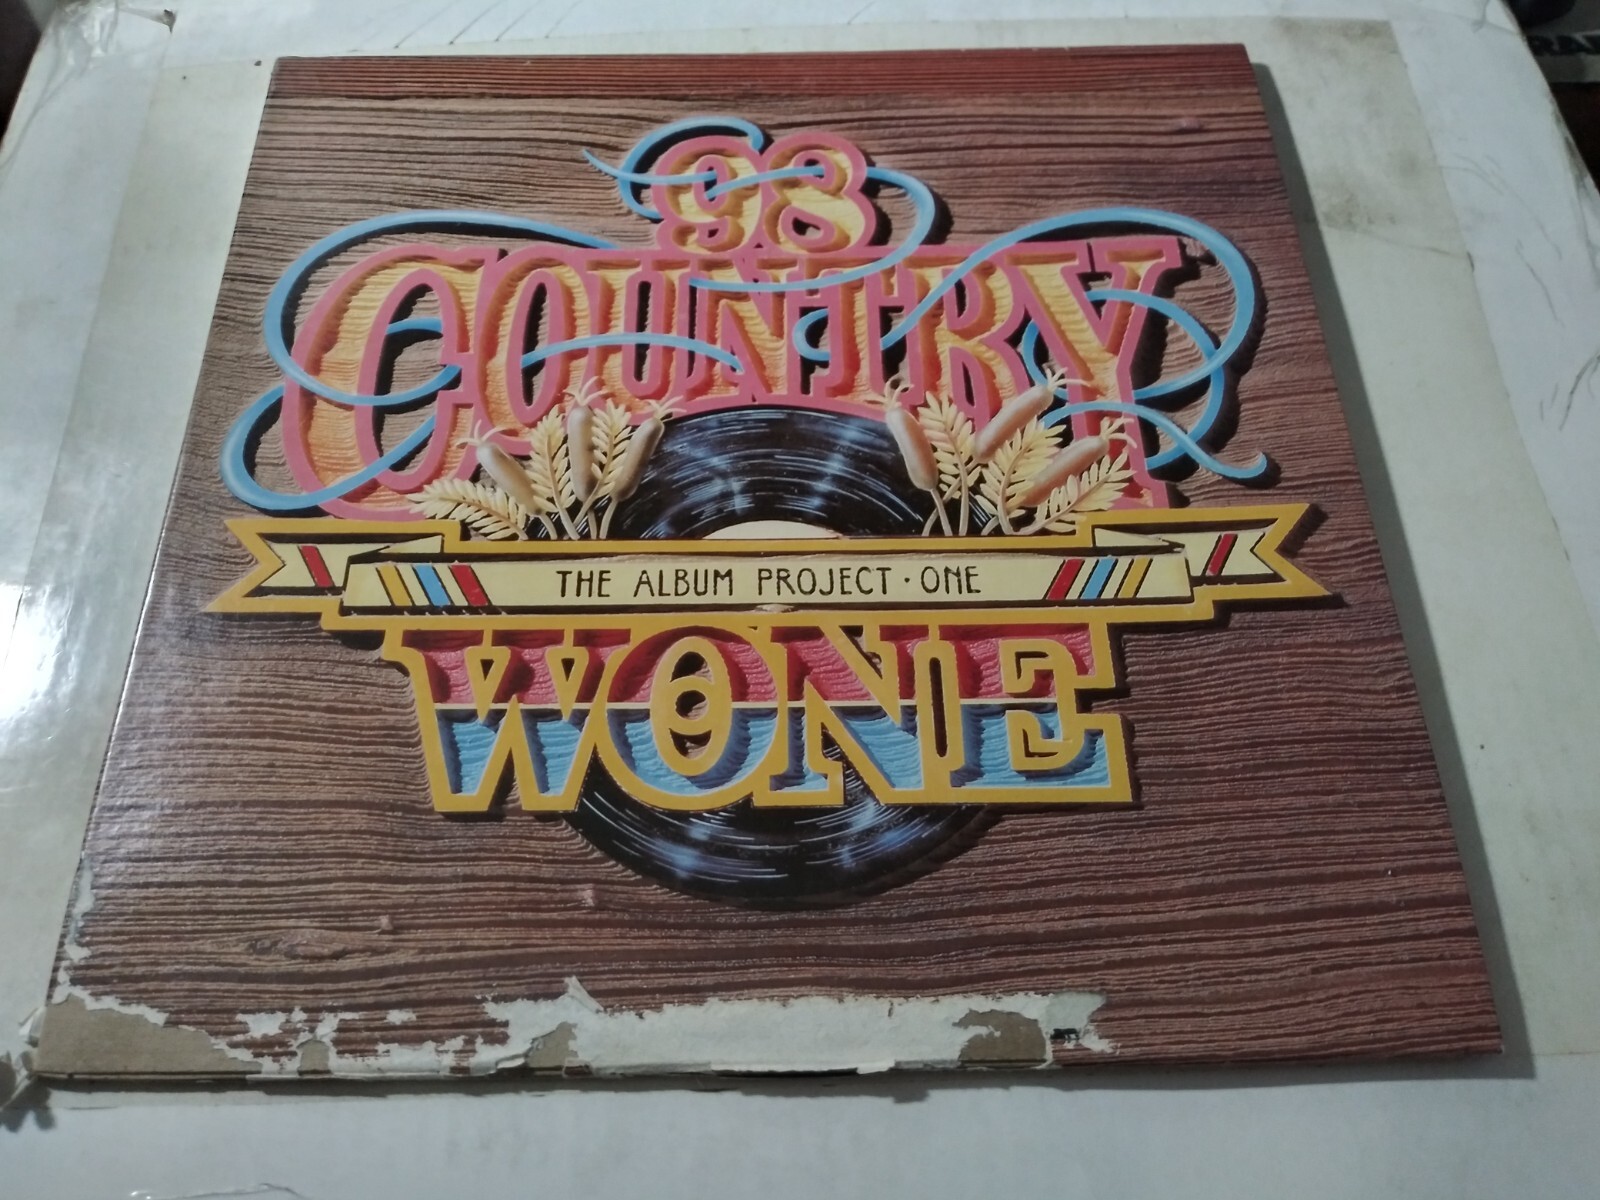 98
COUNTRY
THE ALBUM PROJECT · ONE
WONE